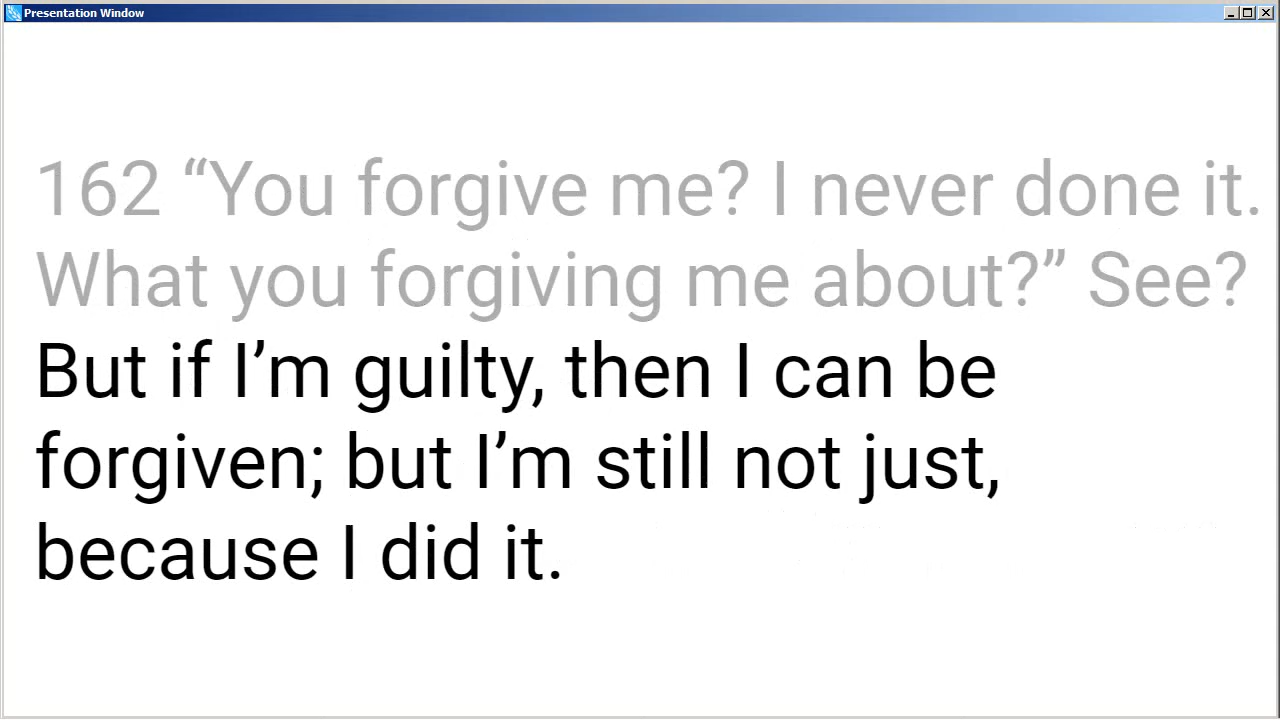 Presentation Window
162 “You forgive me? I never done it.
What you forgiving me about?” See?
But if I’m guilty, then I can be
forgiven; but I’m still not just,
because I did it.